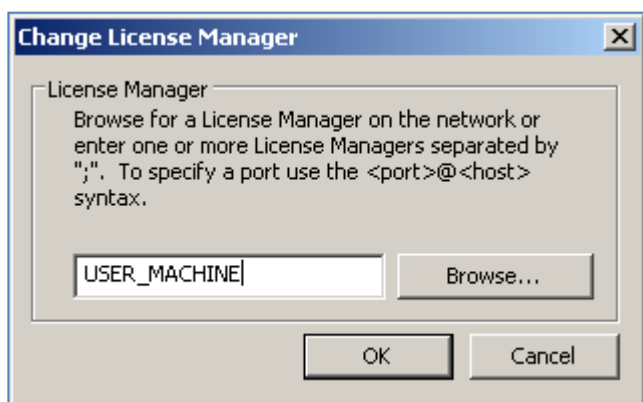 Change License Manager
License Manager
Browse for a License Manager on the network or
enter one or more License Managers separated by
";".  To specify a port use the <port>@<host>
syntax.
USER_MACHINE
Browse...
OK
Cancel